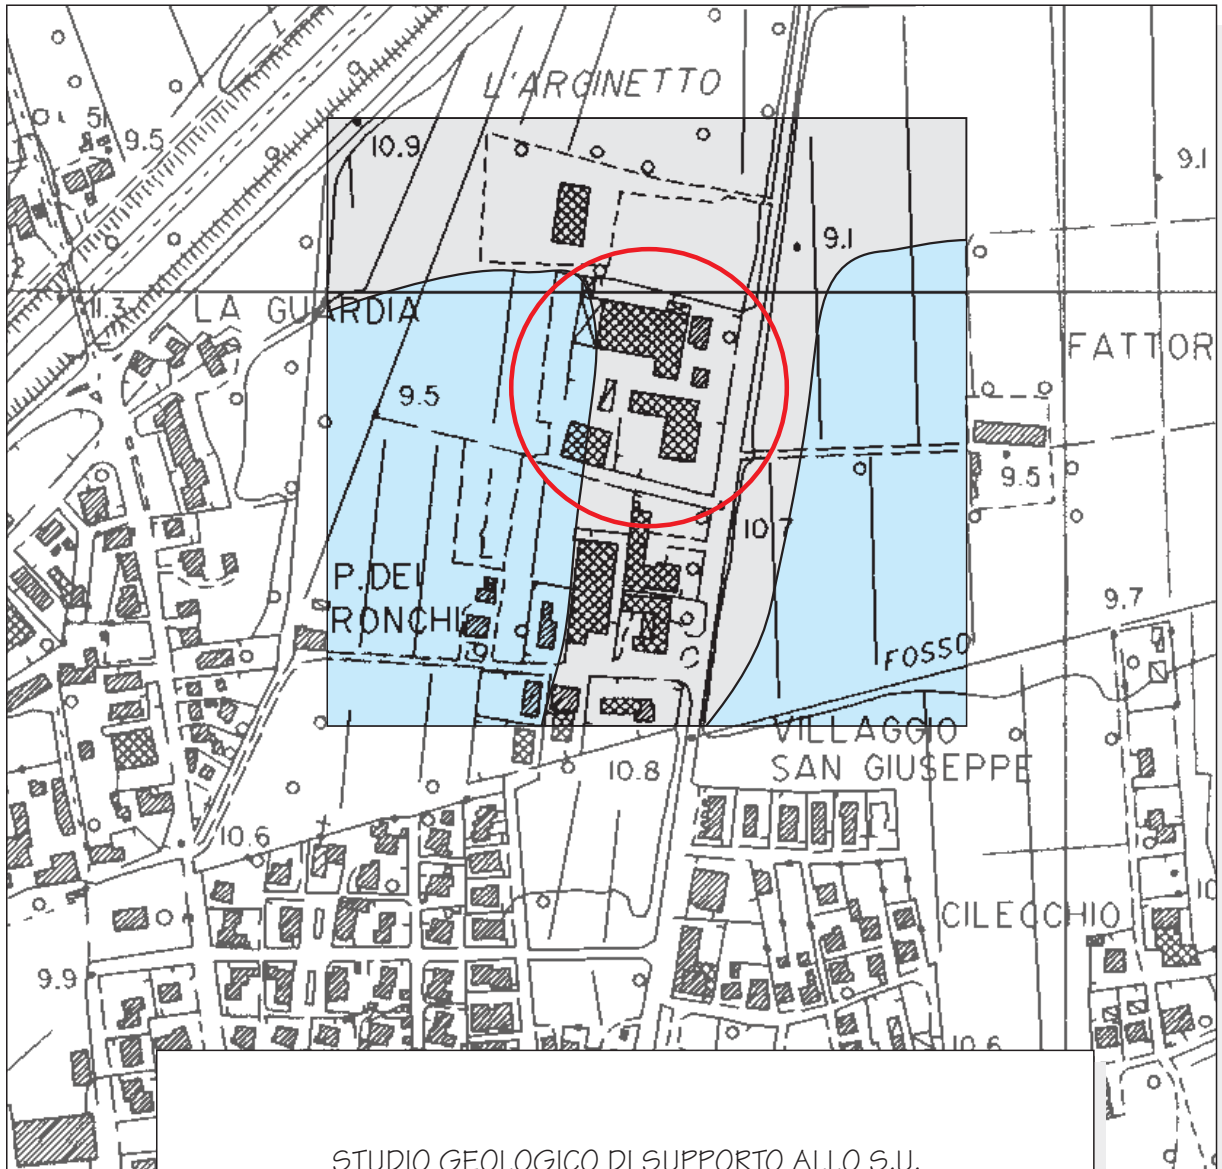 L'ARGINETTO
51
9.5
10.9
9.1
9.1
11.3
LA GUARDIA
FATTOR
9.5
9.5
10.7
P. DEI
RONCHI
9.7
FOSSO
VILLAGGIO
SAN GIUSEPPE
10.8
10.6
CILECCHIO
10
9.9
10.6
STUDIO GEOLOGICO DI SUPPORTO ALLO S.U.